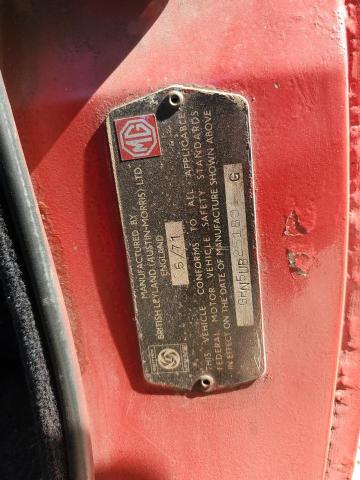 MG
MANUFACTURED BY
BRITISH LEYLAND (AUSTIN-MORRIS) LTD.
ENGLAND
5/71
THIS VEHICLE CONFORMS TO ALL APPLICABLE
FEDERAL MOTOR VEHICLE SAFETY STANDARDS
IN EFFECT ON THE DATE OF MANUFACTURE SHOWN ABOVE
G